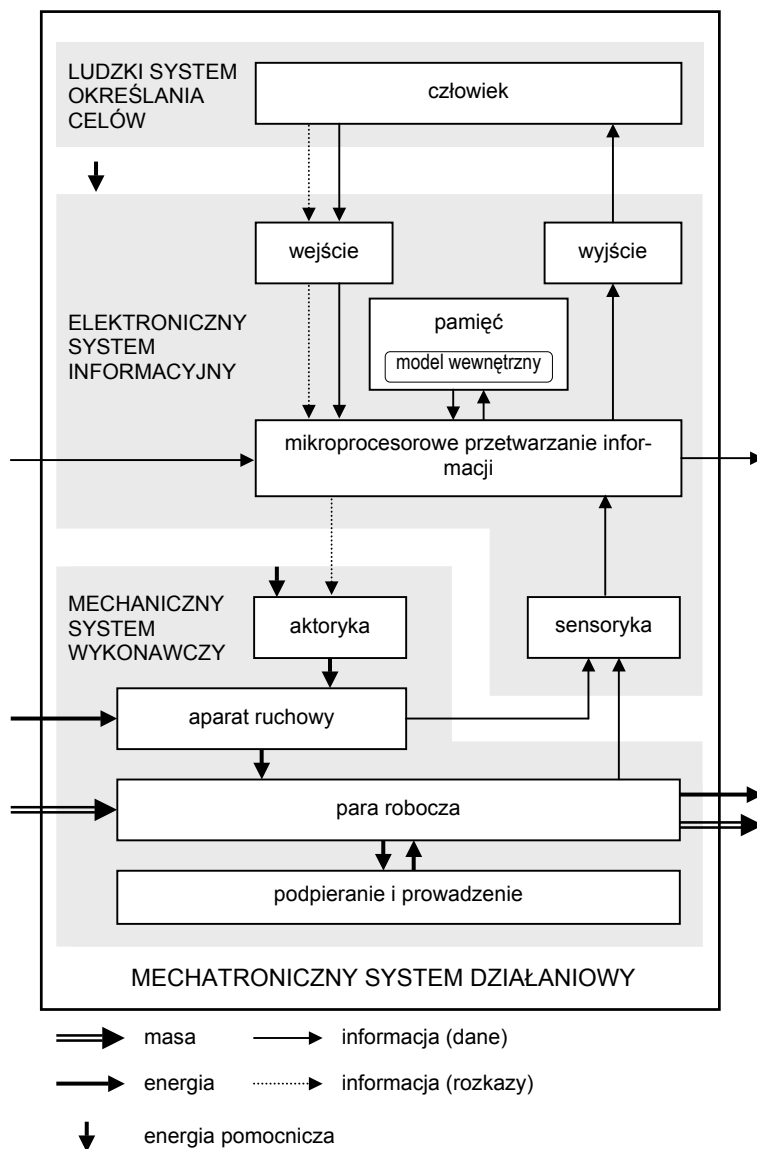 LUDZKI SYSTEM
OKREŚLANIA
CELÓW
człowiek
wejście
wyjście
ELEKTRONICZNY
SYSTEM
INFORMACYJNY
pamięć
model wewnętrzny
mikroprocesorowe przetwarzanie infor-
macji
MECHANICZNY
SYSTEM
WYKONAWCZY
aktoryka
sensoryka
aparat ruchowy
para robocza
podpieranie i prowadzenie
MECHATRONICZNY SYSTEM DZIAŁANIOWY
masa
informacja (dane)
energia
informacja (rozkazy)
energia pomocnicza